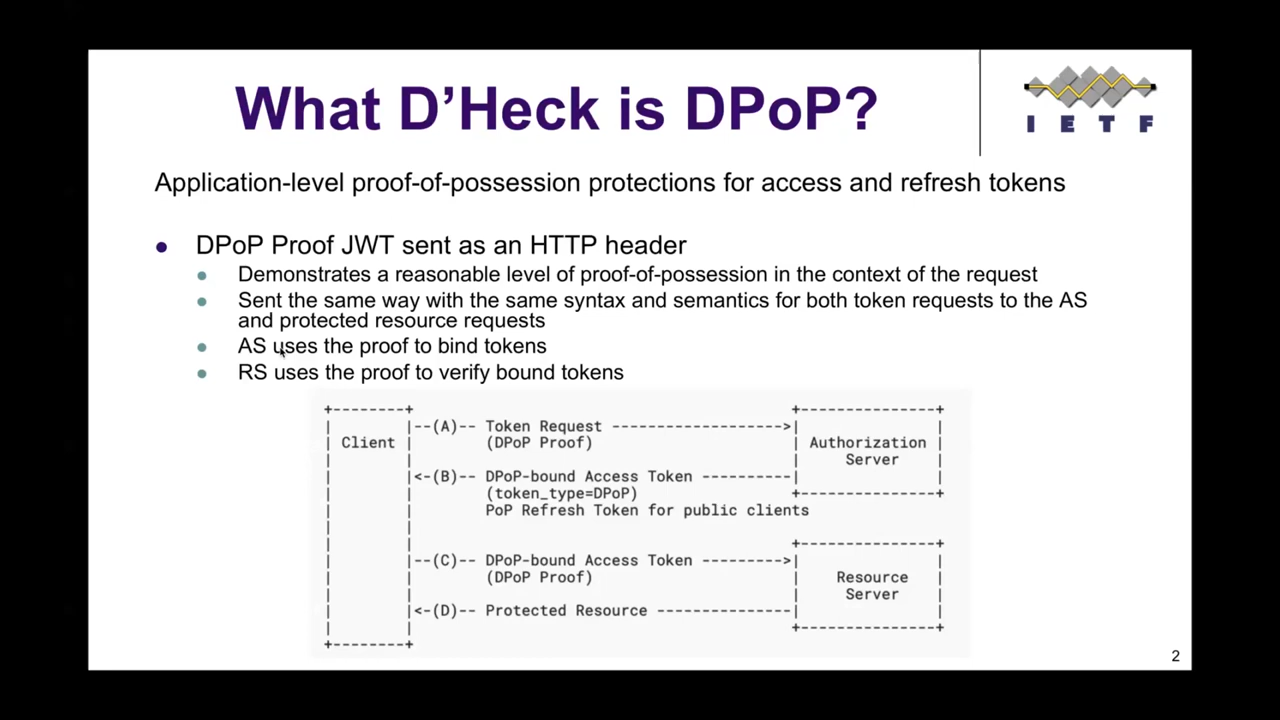 What D’Heck is DPoP?
I E T F
Application-level proof-of-possession protections for access and refresh tokens
DPoP Proof JWT sent as an HTTP header
Demonstrates a reasonable level of proof-of-possession in the context of the request
Sent the same way with the same syntax and semantics for both token requests to the AS
and protected resource requests
AS uses the proof to bind tokens
RS uses the proof to verify bound tokens
+--------+ +---------------+
| |--(A)-- Token Request ------------------->| |
| Client | (DPoP Proof) | Authorization |
| | | Server |
| |<-(B)-- DPoP-bound Access Token ----------| |
| | (token_type=DPoP) +---------------+
| | PoP Refresh Token for public clients
| |
| | +---------------+
| |--(C)-- DPoP-bound Access Token --------->| |
| | (DPoP Proof) | Resource |
| | | Server |
| |<-(D)-- Protected Resource ---------------| |
| | +---------------+
+--------+
2